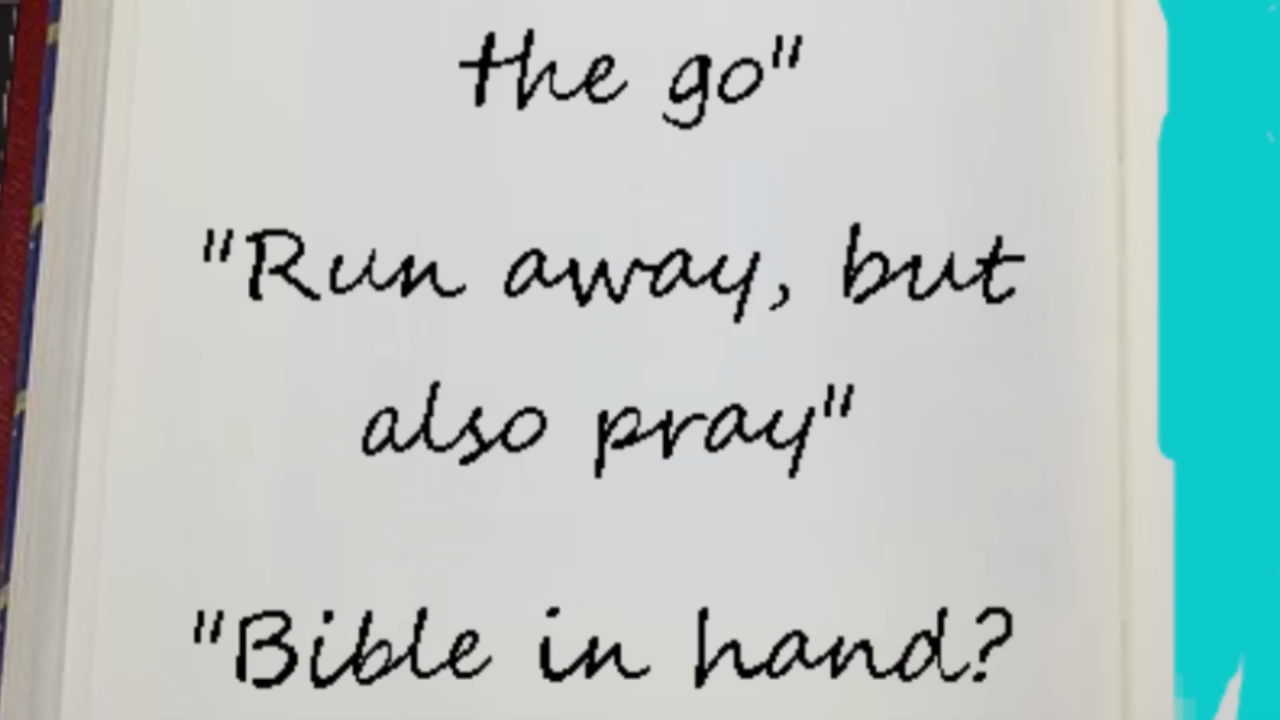 the go"
"Run away, but
also pray"
"Bible in hand?